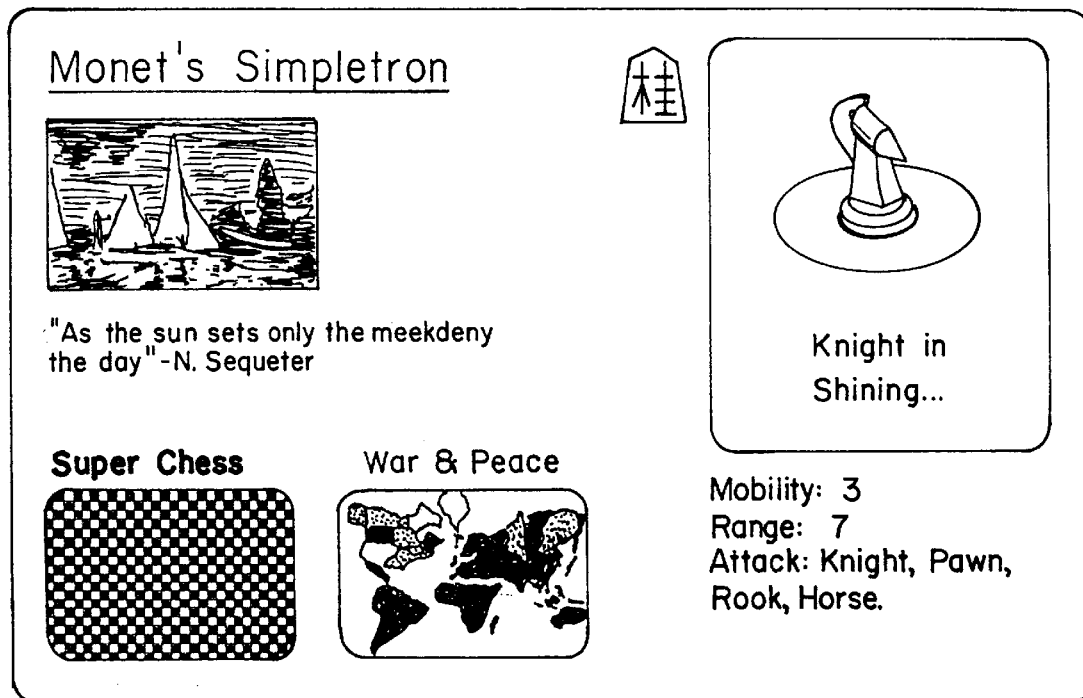 Monet's Simpletron
桂
"As the sun sets only the meekdeny
the day"-N. Sequeter
Knight in
Shining...
Super Chess
War & Peace
Mobility: 3
Range: 7
Attack: Knight, Pawn,
Rook, Horse.